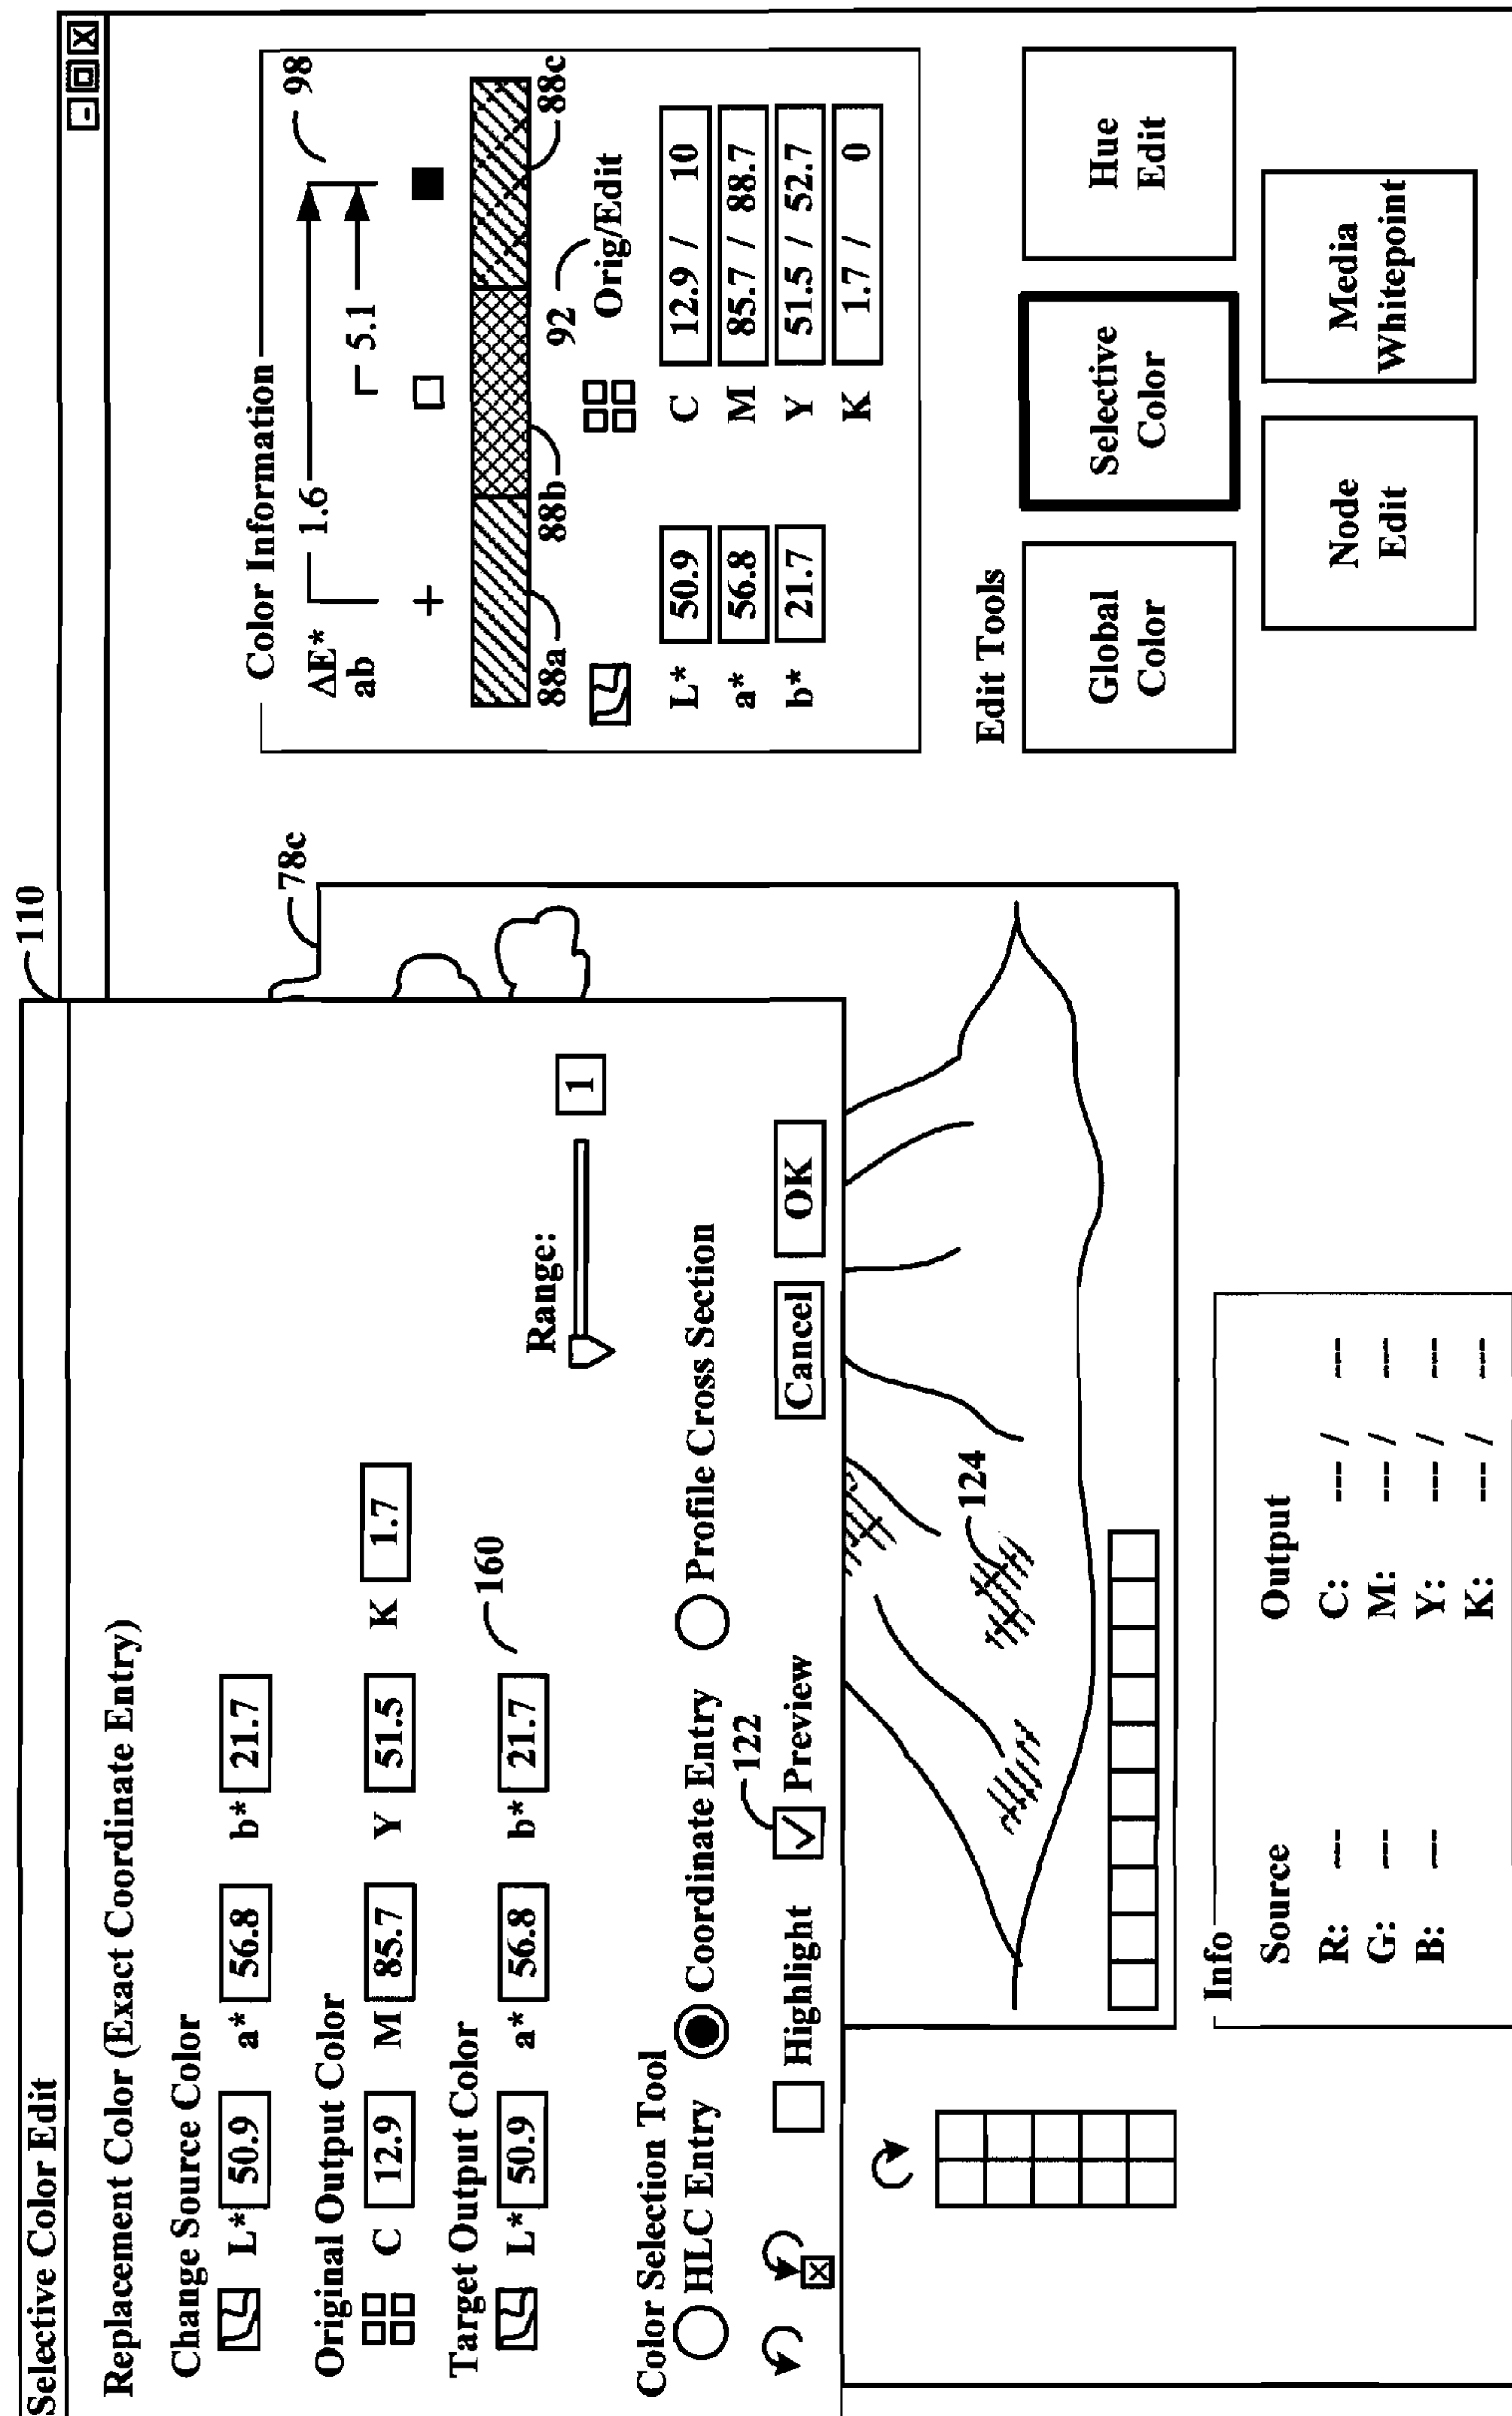 110
Selective Color Edit
Replacement Color (Exact Coordinate Entry)
Change Source Color
L* 50.9 a* 56.8 b* 21.7
Original Output Color
C 12.9 M 85.7 Y 51.5 K 1.7
Target Output Color
L* 50.9 a* 56.8 b* 21.7
160
Range:
1
Color Selection Tool
HLC Entry Coordinate Entry Profile Cross Section
122
Highlight Preview Cancel OK
78c
124
Info
Source Output
R: --- C: --- / ---
G: --- M: --- / ---
B: --- Y: --- / ---
K: --- / ---
Color Information
98
ΔE* 1.6
ab 5.1
+
88a 88b 92 88c
Orig/Edit
L* 50.9 C 12.9 / 10
a* 56.8 M 85.7 / 88.7
b* 21.7 Y 51.5 / 52.7
K 1.7 / 0
Edit Tools
Global Color
Selective Color
Hue Edit
Node Edit
Media Whitepoint